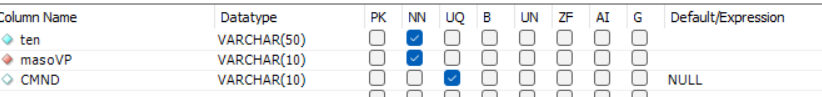 Column Name Datatype PK NN UQ B UN ZF AI G Default/Expression
ten VARCHAR(50)
masoVP VARCHAR(10)
CMND VARCHAR(10) NULL